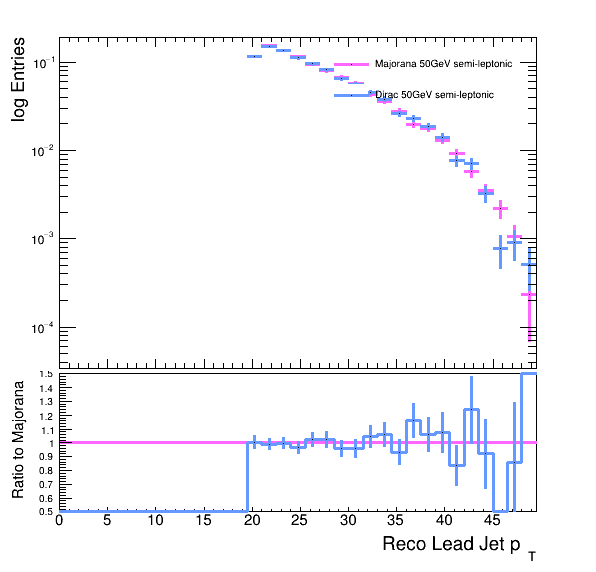 log Entries
10⁻¹
10⁻²
10⁻³
10⁻⁴
Majorana 50GeV semi-leptonic
Dirac 50GeV semi-leptonic
Ratio to Majorana
1.5
1.4
1.3
1.2
1.1
1
0.9
0.8
0.7
0.6
0.5
0 5 10 15 20 25 30 35 40 45
Reco Lead Jet p_T